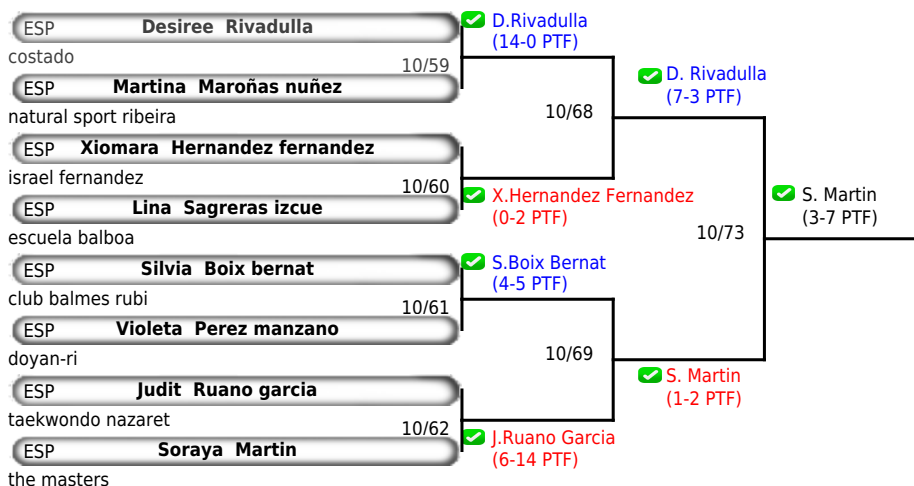 ESP Desiree Rivadulla
costado
10/59
ESP Martina Maroñas nuñez
natural sport ribeira
ESP Xiomara Hernandez fernandez
israel fernandez
10/60
ESP Lina Sagreras izcue
escuela balboa
ESP Silvia Boix bernat
club balmes rubi
10/61
ESP Violeta Perez manzano
doyan-ri
ESP Judit Ruano garcia
taekwondo nazaret
10/62
ESP Soraya Martin
the masters
D.Rivadulla
(14-0 PTF)
10/68
X.Hernandez Fernandez
(0-2 PTF)
S.Boix Bernat
(4-5 PTF)
10/69
J.Ruano Garcia
(6-14 PTF)
D. Rivadulla
(7-3 PTF)
10/73
S. Martin
(1-2 PTF)
S. Martin
(3-7 PTF)